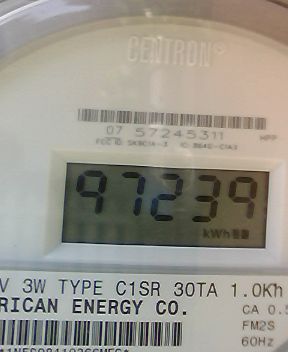 CENTRON®
07 57245311
HPP
97239
kWh
V 3W TYPE C1SR 30TA 1.0Kh
RICAN ENERGY CO.
CA 0.5
FM2S
60Hz